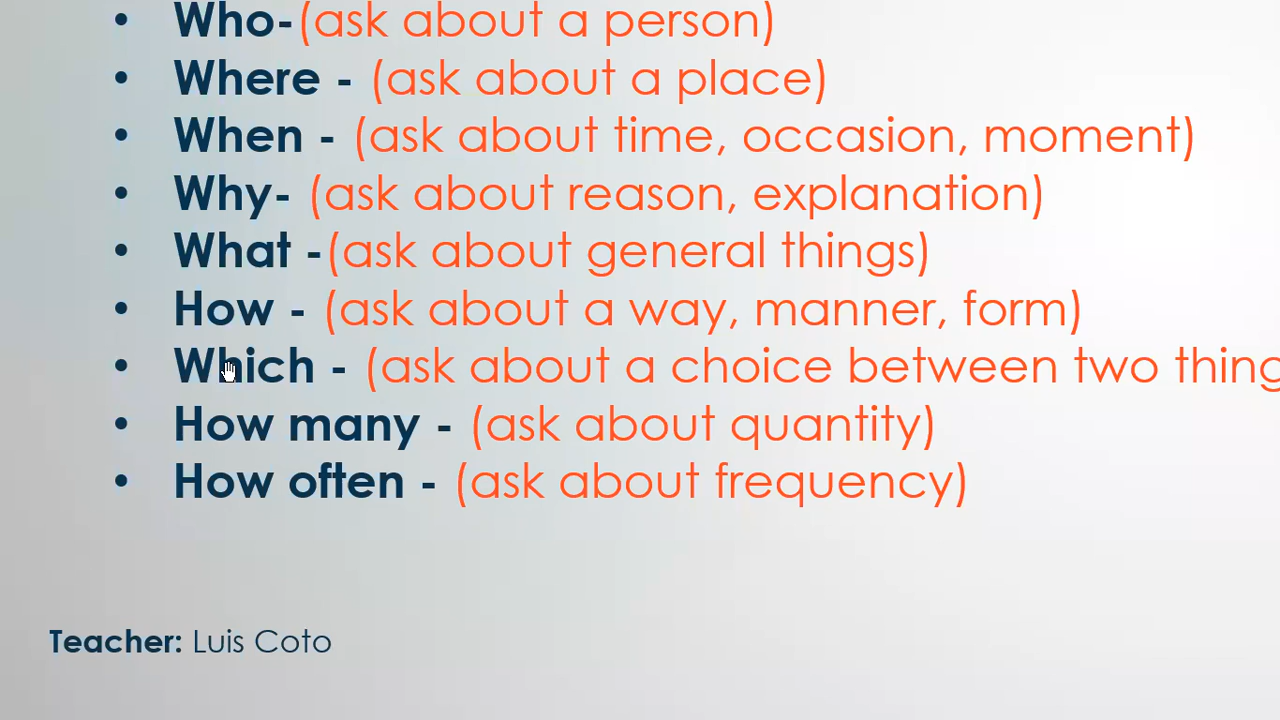 • Who-(ask about a person)
• Where - (ask about a place)
• When - (ask about time, occasion, moment)
• Why- (ask about reason, explanation)
• What -(ask about general things)
• How - (ask about a way, manner, form)
• Which - (ask about a choice between two thing
• How many - (ask about quantity)
• How often - (ask about frequency)
Teacher: Luis Coto